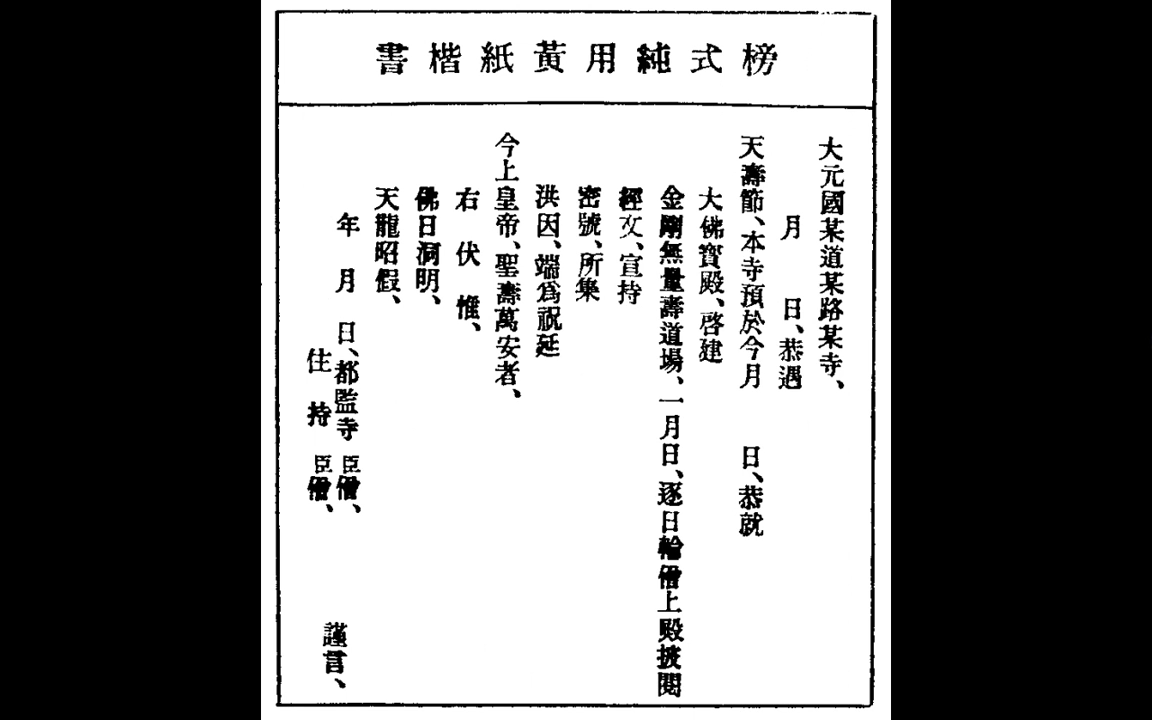 榜式純用黃紙楷書
大元國某道某路某寺、
月　日、恭遇
天壽節、本寺預於今月　日、恭就
大佛寶殿、啓建
金剛無量壽道場、一月日、逐日輪僧上殿披閱
經文、宣持
密號、所集
洪因、端爲祝延
今上皇帝、聖壽萬安者、
右伏惟、
佛日洞明、
天龍昭假、
年月日、都監寺臣僧、
住持臣僧、
謹言、